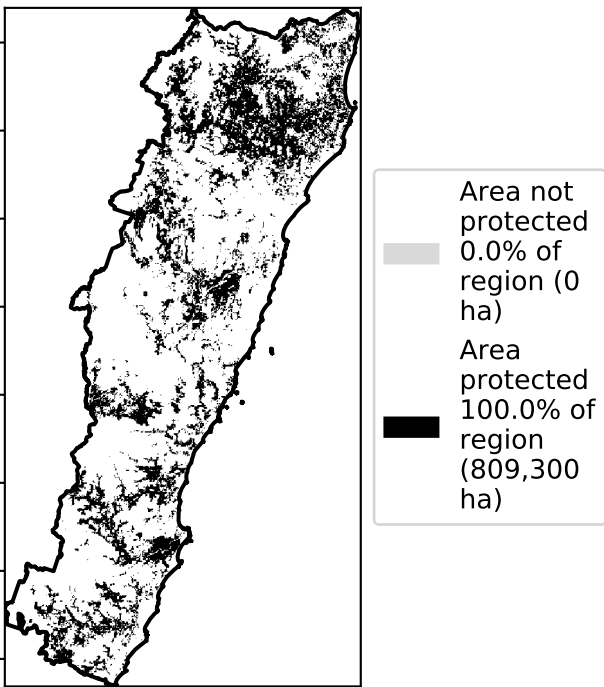 Area not
protected
0.0% of
region (0
ha)
Area
protected
100.0% of
region
(809,300
ha)